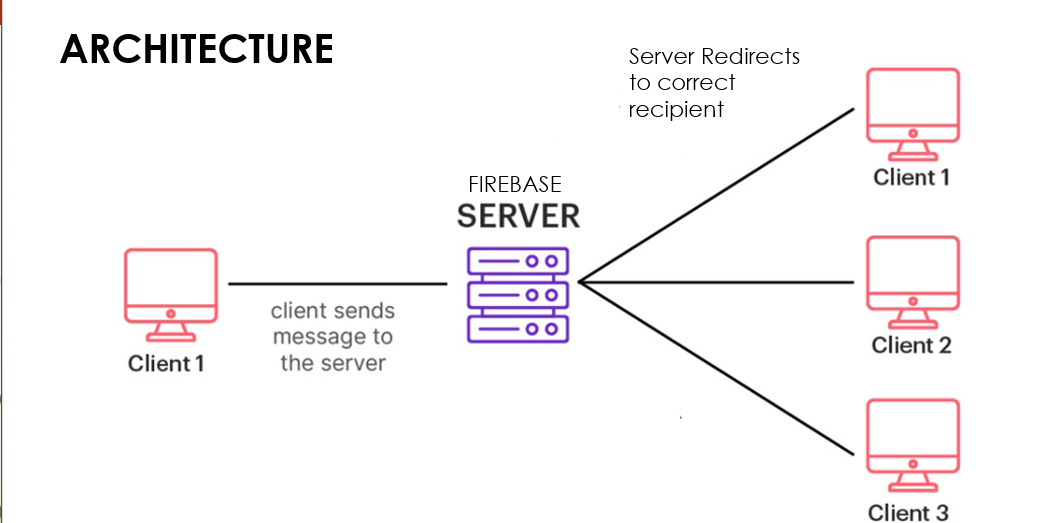 ARCHITECTURE
Server Redirects
to correct
recipient
Client 1
FIREBASE
SERVER
client sends
message to
the server
Client 1
Client 2
Client 3